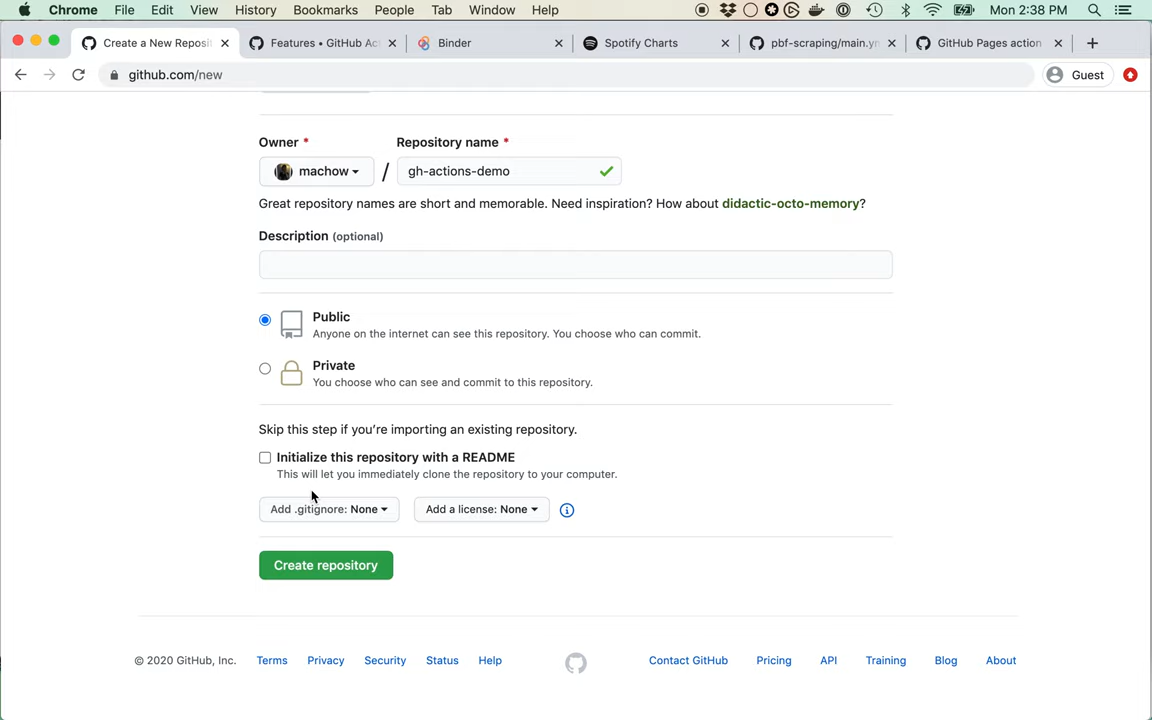 Chrome File Edit View History Bookmarks People Tab Window Help Mon 2:38 PM
Create a New Reposi Features • GitHub Ac Binder Spotify Charts pbf-scraping/main.yn GitHub Pages action
github.com/new Guest
Owner * Repository name *
machow / gh-actions-demo
Great repository names are short and memorable. Need inspiration? How about didactic-octo-memory?
Description (optional)
Public
Anyone on the internet can see this repository. You choose who can commit.
Private
You choose who can see and commit to this repository.
Skip this step if you’re importing an existing repository.
Initialize this repository with a README
This will let you immediately clone the repository to your computer.
Add .gitignore: None Add a license: None
Create repository
© 2020 GitHub, Inc. Terms Privacy Security Status Help Contact GitHub Pricing API Training Blog About